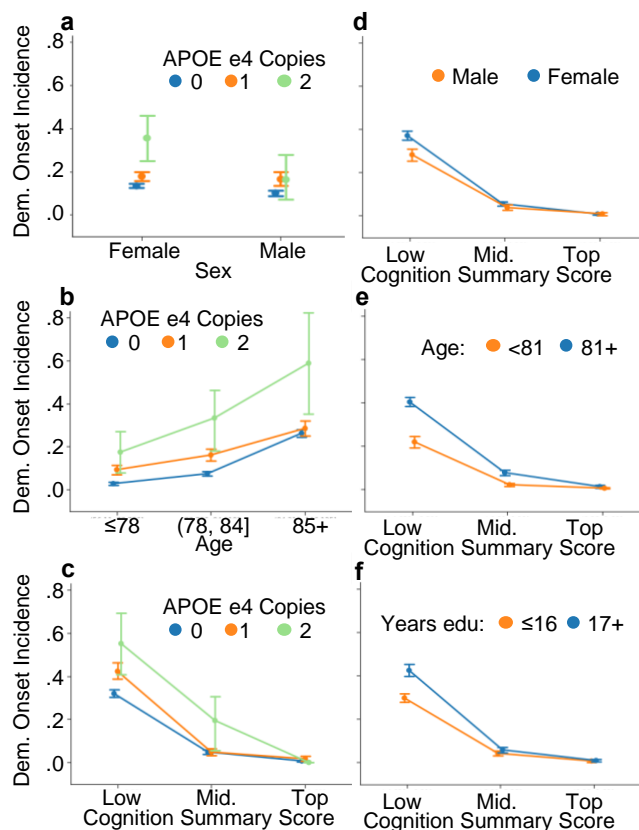 a
Dem. Onset Incidence
.8
.6
.4
.2
.0
APOE e4 Copies
0 1 2
Female Male
Sex
d
Male Female
Low Mid. Top
Cognition Summary Score
b
Dem. Onset Incidence
.8
.6
.4
.2
.0
APOE e4 Copies
0 1 2
≤78 (78, 84] 85+
Age
e
Age: <81 81+
Low Mid. Top
Cognition Summary Score
c
Dem. Onset Incidence
.8
.6
.4
.2
.0
APOE e4 Copies
0 1 2
Low Mid. Top
Cognition Summary Score
f
Years edu: ≤16 17+
Low Mid. Top
Cognition Summary Score